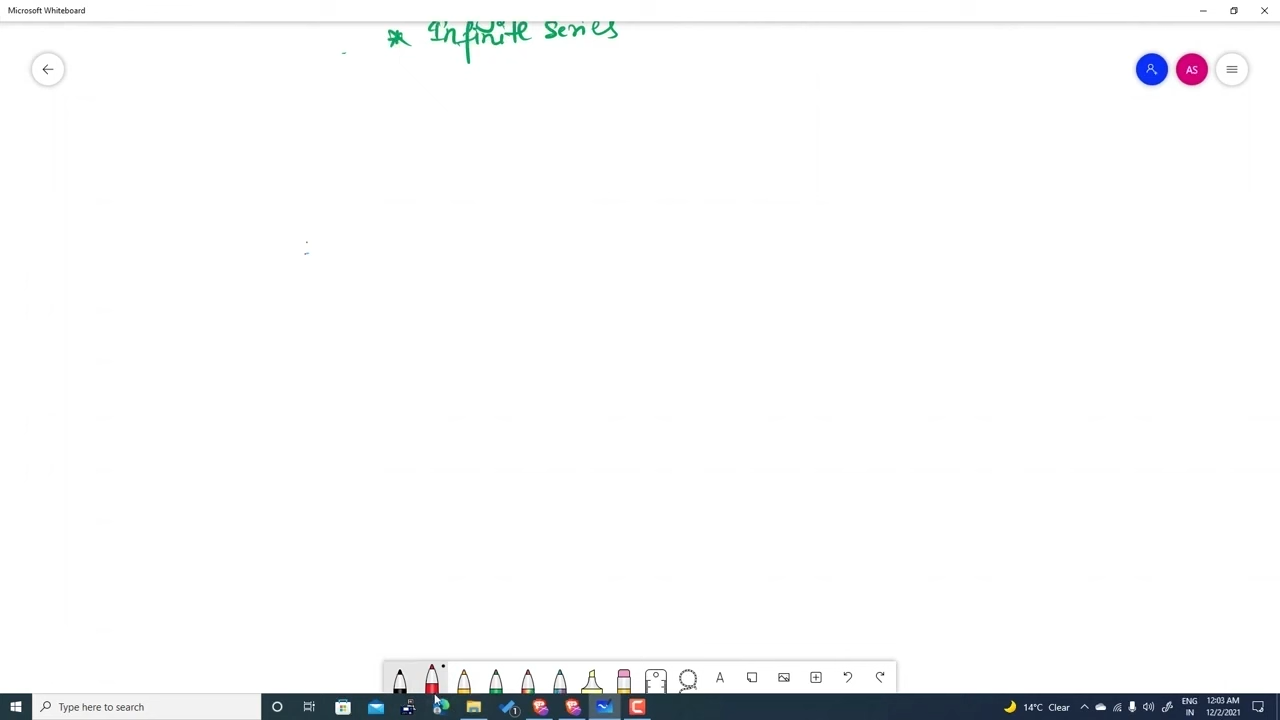 Microsoft Whiteboard
* Infinite Series
AS
A
Type here to search
1
14°C Clear
ENG
IN
12:03 AM
12/2/2021